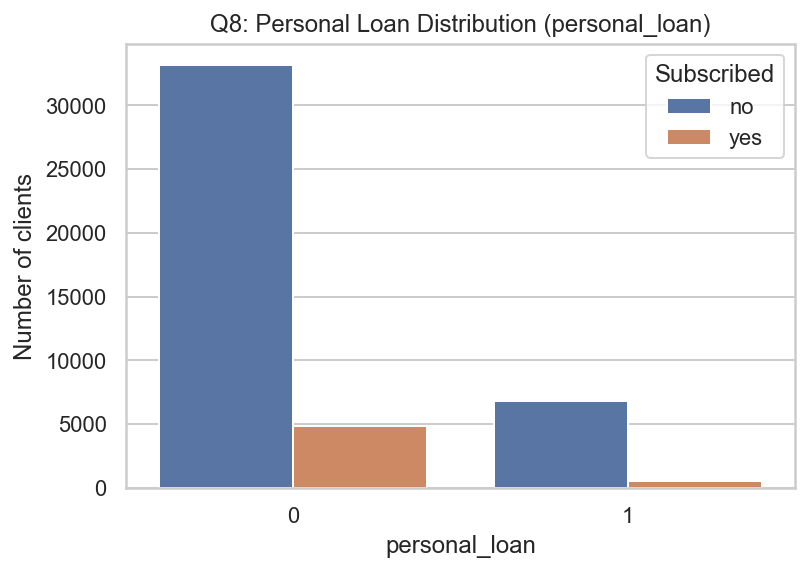 Q8: Personal Loan Distribution (personal_loan)
Subscribed
no
yes
Number of clients
30000
25000
20000
15000
10000
5000
0
0 1
personal_loan